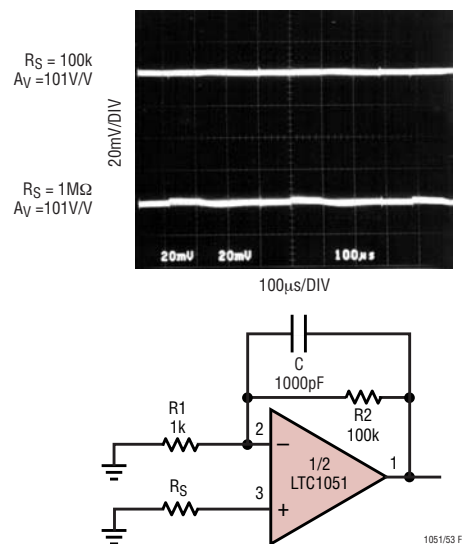 RS = 100k
AV =101V/V
20mV/DIV
RS = 1MΩ
AV =101V/V
20mV 20mV 100µs
100µs/DIV
C
1000pF
R1
1k
R2
100k
2
–
1/2
LTC1051
1
RS
3
+
1051/53 F